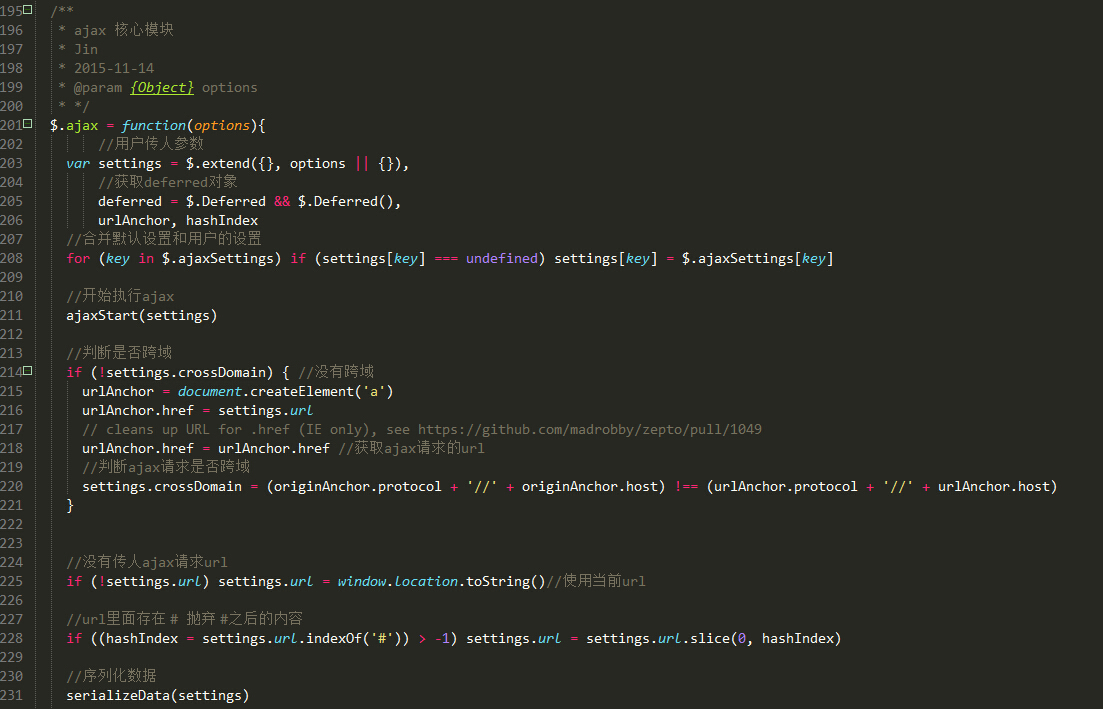 195 /**
196 * ajax 核心模块
197 * Jin
198 * 2015-11-14
199 * @param {Object} options
200 * */
201 $.ajax = function(options){
202 //用户传人参数
203 var settings = $.extend({}, options || {}),
204 //获取deferred对象
205 deferred = $.Deferred && $.Deferred(),
206 urlAnchor, hashIndex
207 //合并默认设置和用户的设置
208 for (key in $.ajaxSettings) if (settings[key] === undefined) settings[key] = $.ajaxSettings[key]
209
210 //开始执行ajax
211 ajaxStart(settings)
212
213 //判断是否跨域
214 if (!settings.crossDomain) { //没有跨域
215 urlAnchor = document.createElement('a')
216 urlAnchor.href = settings.url
217 // cleans up URL for .href (IE only), see https://github.com/madrobby/zepto/pull/1049
218 urlAnchor.href = urlAnchor.href //获取ajax请求的url
219 //判断ajax请求是否跨域
220 settings.crossDomain = (originAnchor.protocol + '//' + originAnchor.host) !== (urlAnchor.protocol + '//' + urlAnchor.host)
221 }
222
223
224 //没有传人ajax请求url
225 if (!settings.url) settings.url = window.location.toString()//使用当前url
226
227 //url里面存在 # 抛弃 #之后的内容
228 if ((hashIndex = settings.url.indexOf('#')) > -1) settings.url = settings.url.slice(0, hashIndex)
229
230 //序列化数据
231 serializeData(settings)